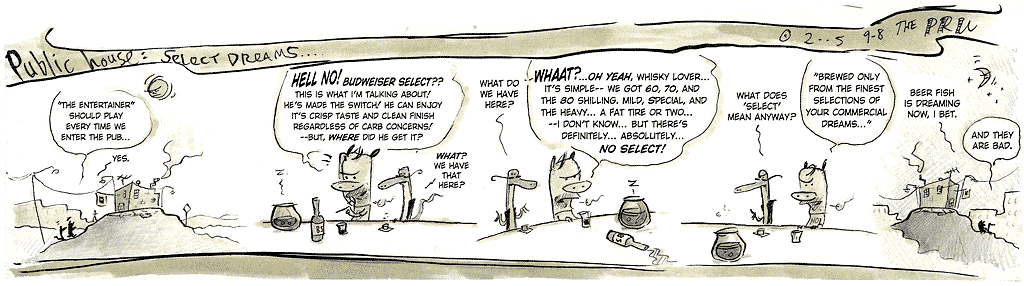 Public house: SELECT DREAMS....
© 2..5 9-8 THE PRU
"THE ENTERTAINER"
SHOULD PLAY
EVERY TIME WE
ENTER THE PUB...
YES.
HELL NO! BUDWEISER SELECT??
THIS IS WHAT I'M TALKING ABOUT!
HE'S MADE THE SWITCH! HE CAN ENJOY
IT'S CRISP TASTE AND CLEAN FINISH
REGARDLESS OF CARB CONCERNS!
--BUT, WHERE DID HE GET IT?
WHAT?
WE HAVE
THAT
HERE?
Z
BS
WHAT DO
WE HAVE
HERE?
WHAAT?...OH YEAH, WHISKY LOVER...
IT'S SIMPLE-- WE GOT 60, 70, AND
THE 80 SHILLING. MILD, SPECIAL, AND
THE HEAVY... A FAT TIRE OR TWO...
--I DON'T KNOW... BUT THERE'S
DEFINITELY... ABSOLUTELY...
NO SELECT!
Z
BS
WHAT DOES
'SELECT'
MEAN ANYWAY?
"BREWED ONLY
FROM THE FINEST
SELECTIONS OF
YOUR COMMERCIAL
DREAMS..."
NO!
BEER FISH
IS DREAMING
NOW, I BET.
AND THEY
ARE BAD.